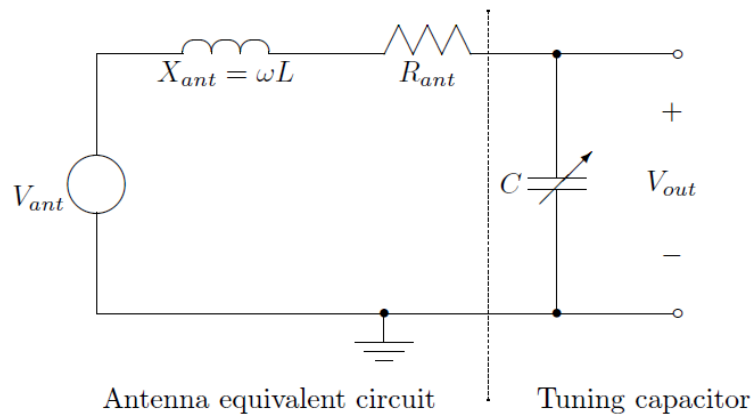 X_ant = ωL
R_ant
+
V_ant
C
V_out
−
Antenna equivalent circuit
Tuning capacitor